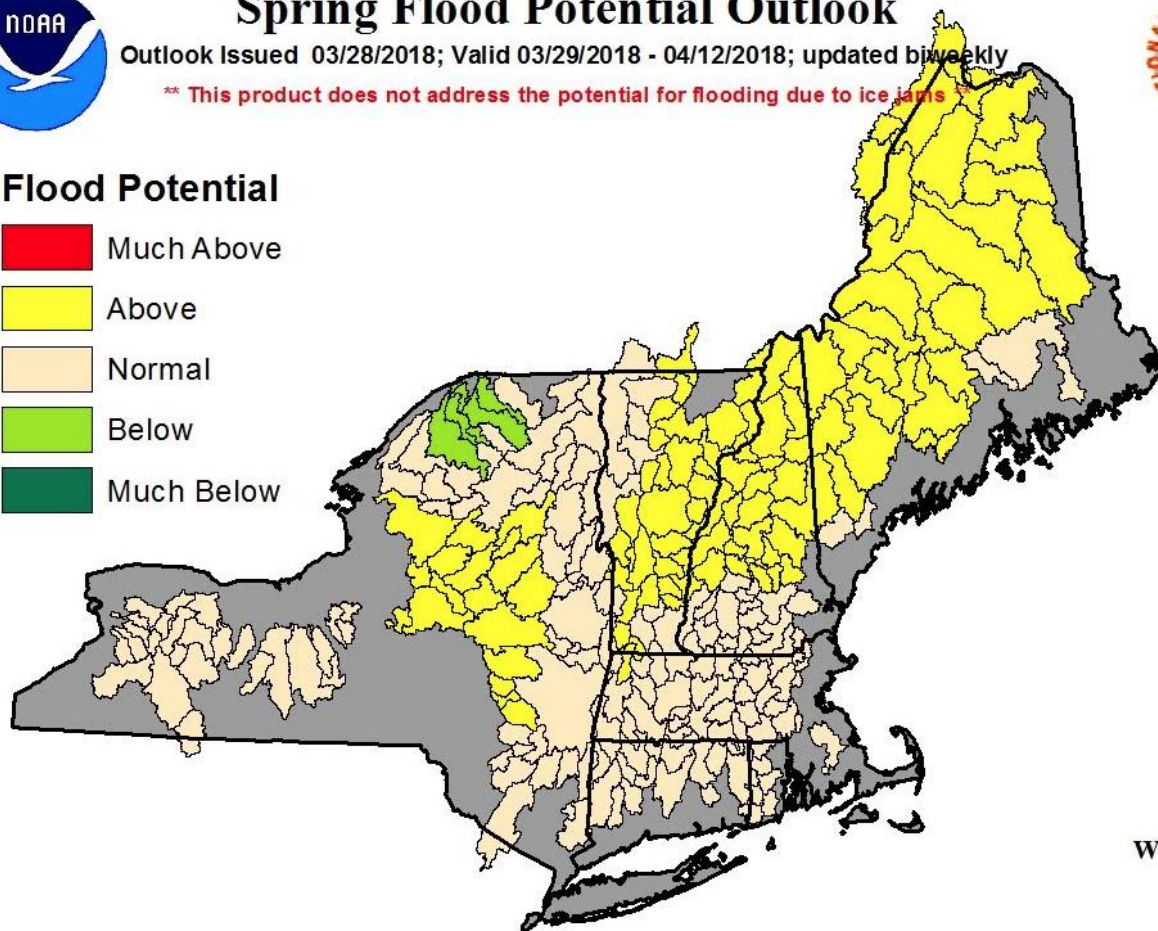 NOAA
Spring Flood Potential Outlook
Outlook Issued 03/28/2018; Valid 03/29/2018 - 04/12/2018; updated biweekly
** This product does not address the potential for flooding due to ice jams **
Flood Potential
Much Above
Above
Normal
Below
Much Below
W